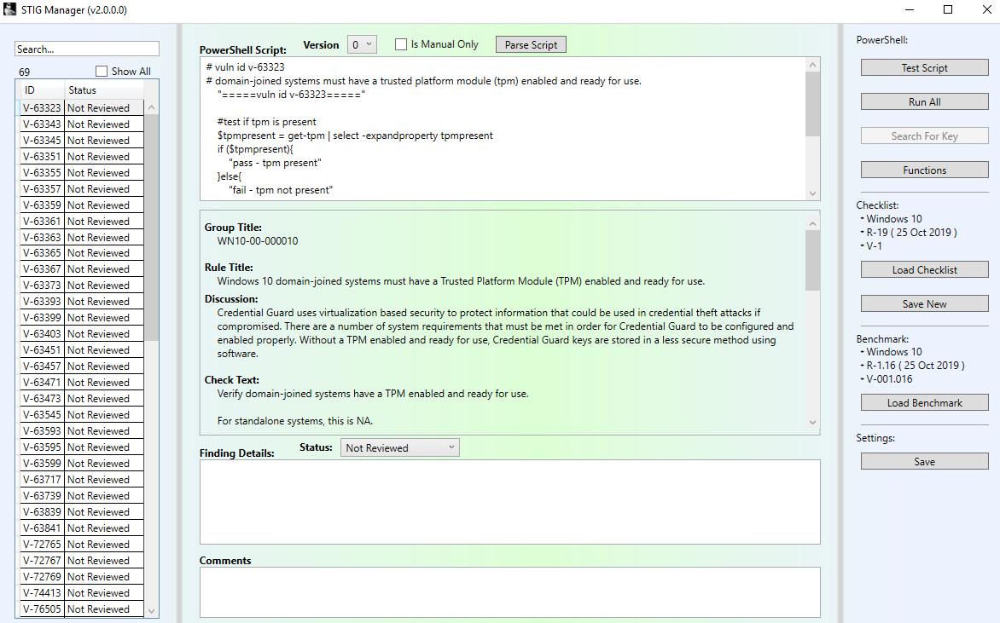 STIG Manager (v2.0.0.0)
Search...
69
Show All
ID Status
V-63323 Not Reviewed
V-63343 Not Reviewed
V-63345 Not Reviewed
V-63351 Not Reviewed
V-63355 Not Reviewed
V-63357 Not Reviewed
V-63359 Not Reviewed
V-63361 Not Reviewed
V-63363 Not Reviewed
V-63365 Not Reviewed
V-63367 Not Reviewed
V-63373 Not Reviewed
V-63393 Not Reviewed
V-63399 Not Reviewed
V-63403 Not Reviewed
V-63451 Not Reviewed
V-63457 Not Reviewed
V-63471 Not Reviewed
V-63473 Not Reviewed
V-63545 Not Reviewed
V-63593 Not Reviewed
V-63595 Not Reviewed
V-63599 Not Reviewed
V-63717 Not Reviewed
V-63739 Not Reviewed
V-63839 Not Reviewed
V-63841 Not Reviewed
V-72765 Not Reviewed
V-72767 Not Reviewed
V-72769 Not Reviewed
V-74413 Not Reviewed
V-76505 Not Reviewed
PowerShell Script: Version 0 Is Manual Only Parse Script
# vuln id v-63323
# domain-joined systems must have a trusted platform module (tpm) enabled and ready for use.
"=====vuln id v-63323====="
#test if tpm is present
$tpmpresent = get-tpm | select -expandproperty tpmpresent
if ($tpmpresent){
"pass - tpm present"
}else{
"fail - tpm not present"
Group Title:
WN10-00-000010
Rule Title:
Windows 10 domain-joined systems must have a Trusted Platform Module (TPM) enabled and ready for use.
Discussion:
Credential Guard uses virtualization based security to protect information that could be used in credential theft attacks if
compromised. There are a number of system requirements that must be met in order for Credential Guard to be configured and
enabled properly. Without a TPM enabled and ready for use, Credential Guard keys are stored in a less secure method using
software.
Check Text:
Verify domain-joined systems have a TPM enabled and ready for use.
For standalone systems, this is NA.
Finding Details: Status: Not Reviewed
Comments
PowerShell:
Test Script
Run All
Search For Key
Functions
Checklist:
- Windows 10
- R-19 ( 25 Oct 2019 )
- V-1
Load Checklist
Save New
Benchmark:
- Windows 10
- R-1.16 ( 25 Oct 2019 )
- V-001.016
Load Benchmark
Settings:
Save